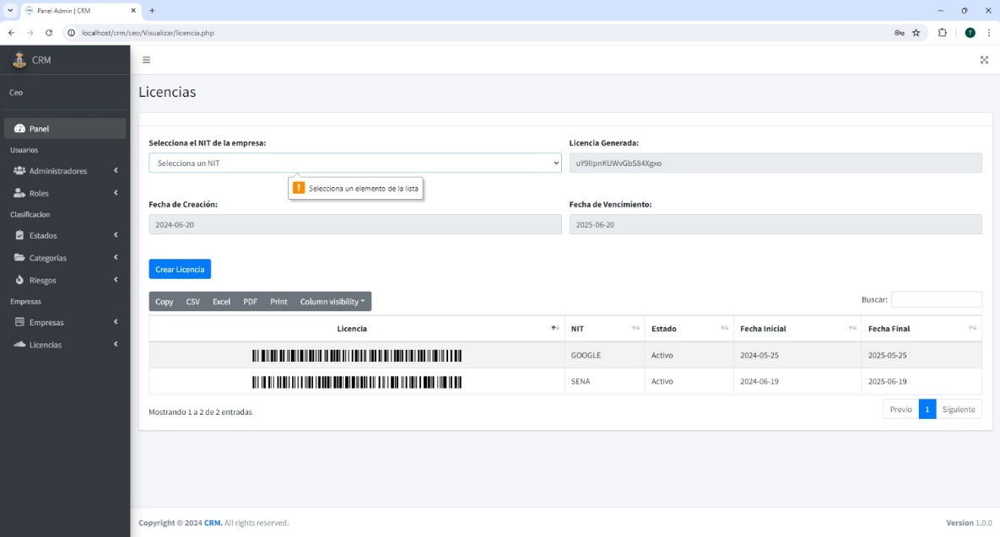 Panel Admin | CRM
localhost/crm/ceo/Visualizar/licencia.php
T
CRM
Ceo
Panel
Usuarios
Administradores
Roles
Clasificacion
Estados
Categorias
Riesgos
Empresas
Empresas
Licencias
Licencias
Selecciona el NIT de la empresa:
Licencia Generada:
Selecciona un NIT
uY9lIpnKUWvGbS84Xgxo
Selecciona un elemento de la lista
Fecha de Creación:
Fecha de Vencimiento:
2024-06-20
2025-06-20
Crear Licencia
Copy CSV Excel PDF Print Column visibility
Buscar:
Licencia NIT Estado Fecha Inicial Fecha Final
GOOGLE Activo 2024-05-25 2025-05-25
SENA Activo 2024-06-19 2025-06-19
Mostrando 1 a 2 de 2 entradas
Previo 1 Siguiente
Copyright © 2024 CRM. All rights reserved.
Version 1.0.0